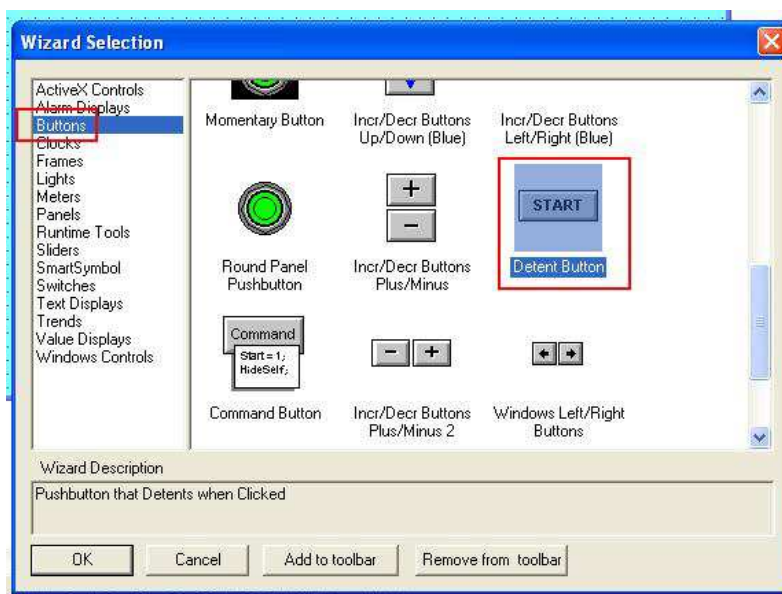 Wizard Selection
ActiveX Controls
Alarm Displays
Buttons
Clocks
Frames
Lights
Meters
Panels
Runtime Tools
Sliders
SmartSymbol
Switches
Text Displays
Trends
Value Displays
Windows Controls
Momentary Button
Incr/Decr Buttons
Up/Down (Blue)
Incr/Decr Buttons
Left/Right (Blue)
+
−
START
Round Panel
Pushbutton
Incr/Decr Buttons
Plus/Minus
Detent Button
Command
Start = 1;
HideSelf;
− +
Command Button
Incr/Decr Buttons
Plus/Minus 2
Windows Left/Right
Buttons
Wizard Description
Pushbutton that Detents when Clicked
OK
Cancel
Add to toolbar
Remove from toolbar